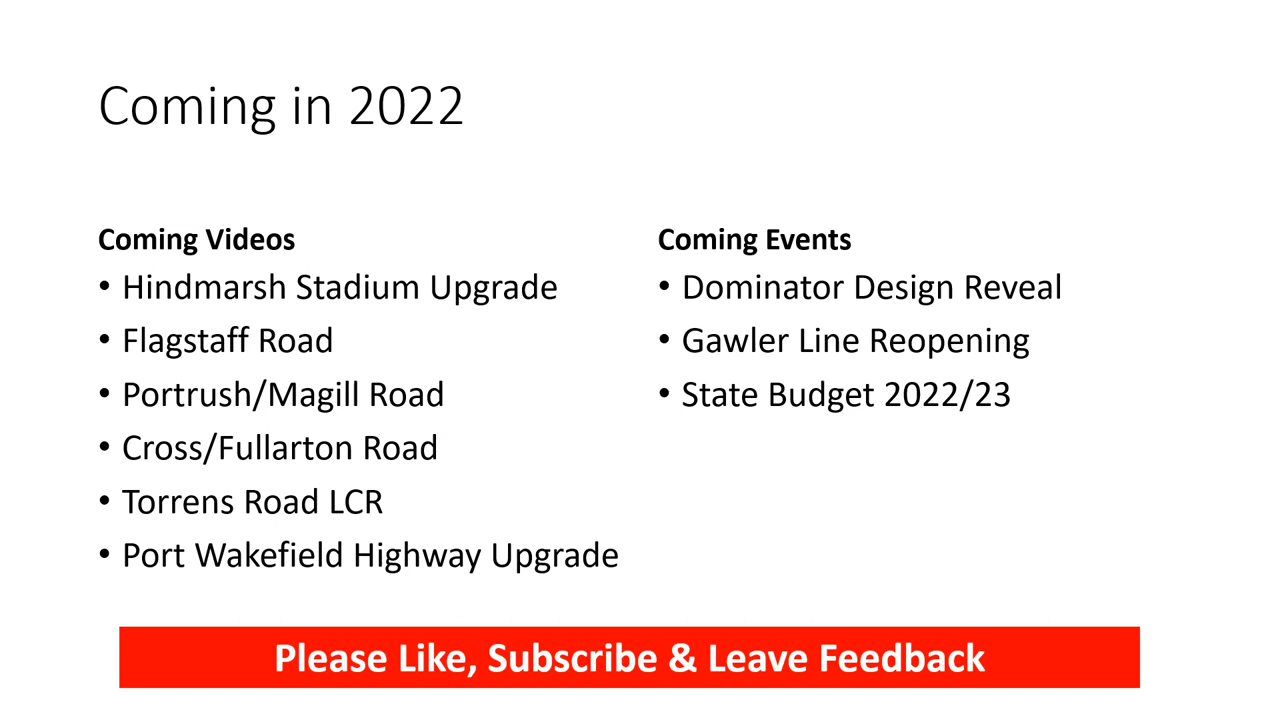 Coming in 2022
Coming Videos
• Hindmarsh Stadium Upgrade
• Flagstaff Road
• Portrush/Magill Road
• Cross/Fullarton Road
• Torrens Road LCR
• Port Wakefield Highway Upgrade
Coming Events
• Dominator Design Reveal
• Gawler Line Reopening
• State Budget 2022/23
Please Like, Subscribe & Leave Feedback